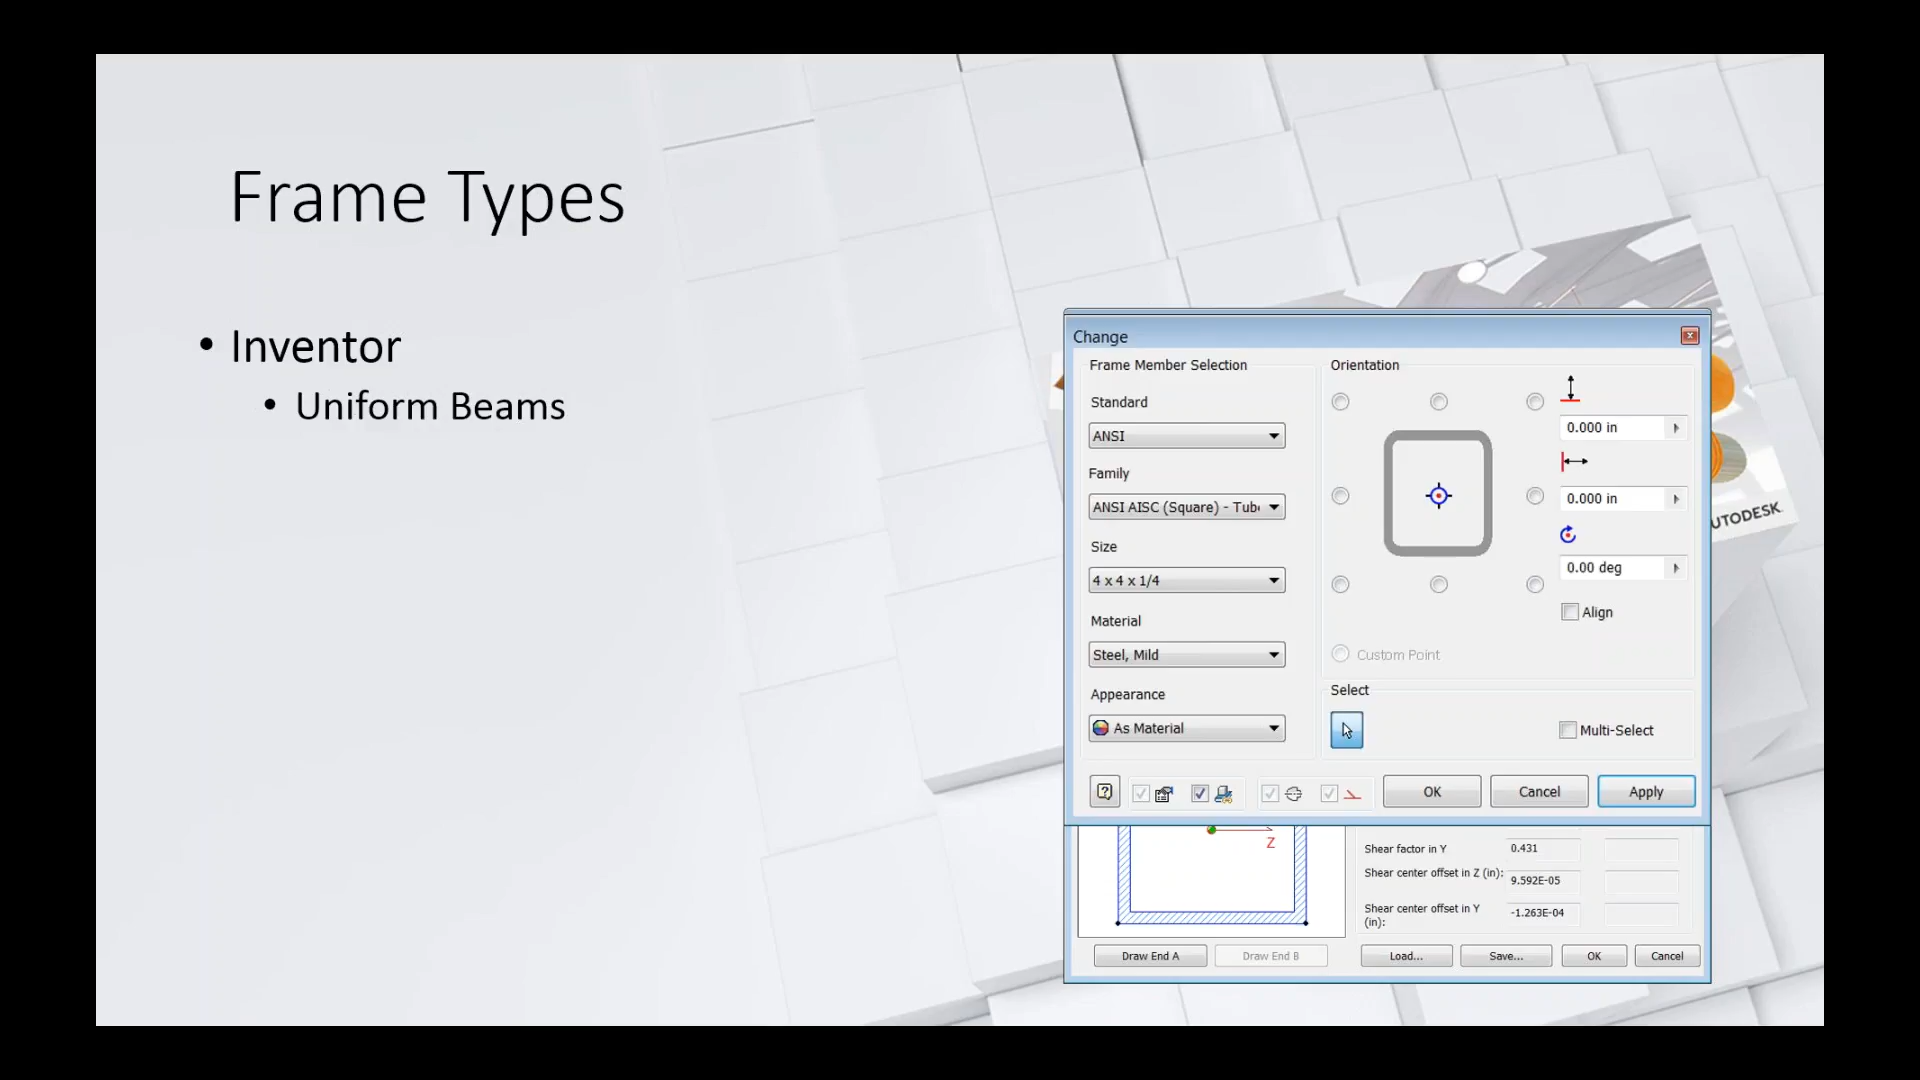 Frame Types
• Inventor
• Uniform Beams
Change
Frame Member Selection
Standard
ANSI
Family
ANSI AISC (Square) - Tub
Size
4 x 4 x 1/4
Material
Steel, Mild
Appearance
As Material
Orientation
0.000 in
0.000 in
0.00 deg
Align
Custom Point
Select
Multi-Select
OK
Cancel
Apply
UTODESK.
Z
Shear factor in Y
0.431
Shear center offset in Z (in):
9.592E-05
Shear center offset in Y
(in):
-1.263E-04
Draw End A
Draw End B
Load...
Save...
OK
Cancel